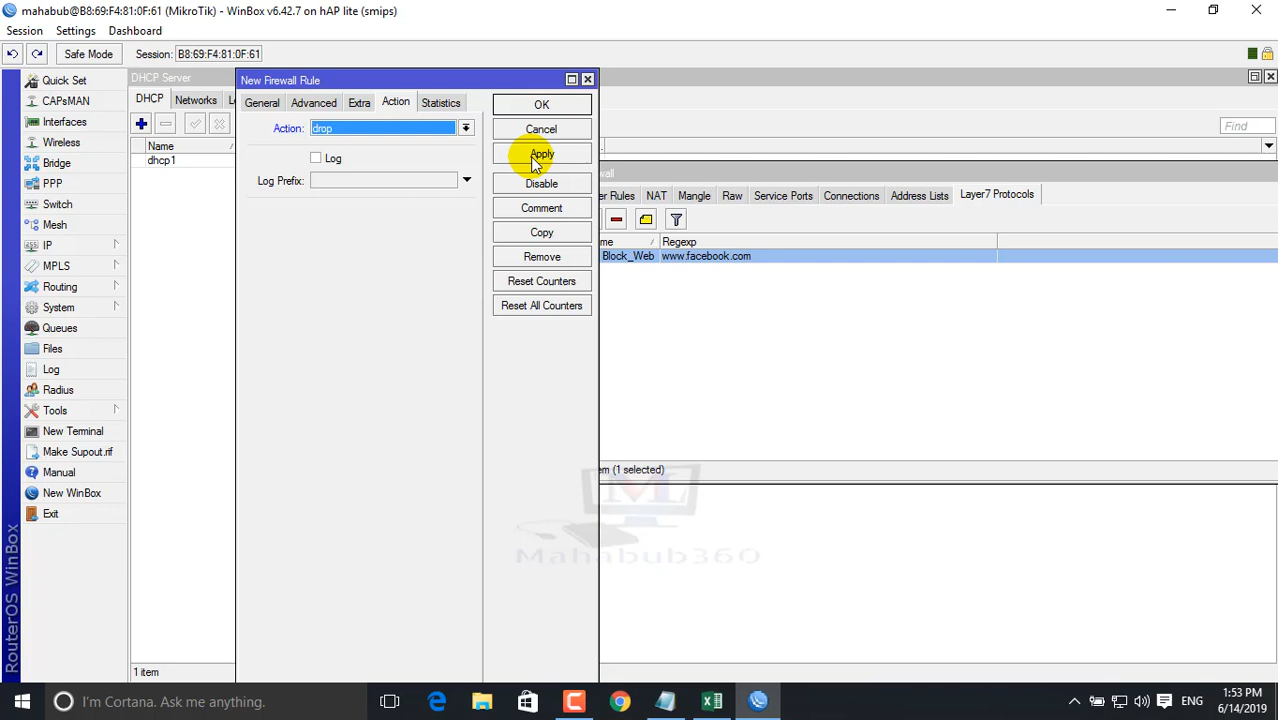 mahabub@B8:69:F4:81:0F:61 (MikroTik) - WinBox v6.42.7 on hAP lite (smips)
Session Settings Dashboard
Safe Mode Session: B8:69:F4:81:0F:61
Quick Set
CAPsMAN
Interfaces
Wireless
Bridge
PPP
Switch
Mesh
IP
MPLS
Routing
System
Queues
Files
Log
Radius
Tools
New Terminal
Make Supout.rif
Manual
New WinBox
Exit
RouterOS WinBox
DHCP Server
DHCP Networks
Name
dhcp1
1 item
New Firewall Rule
General Advanced Extra Action Statistics
Action: drop
Log
Log Prefix:
OK
Cancel
Apply
Disable
Comment
Copy
Remove
Reset Counters
Reset All Counters
Find
NAT Mangle Raw Service Ports Connections Address Lists Layer7 Protocols
Rules
Regexp
Block_Web www.facebook.com
(1 selected)
Mahabub360
I'm Cortana. Ask me anything.
ENG
1:53 PM
6/14/2019